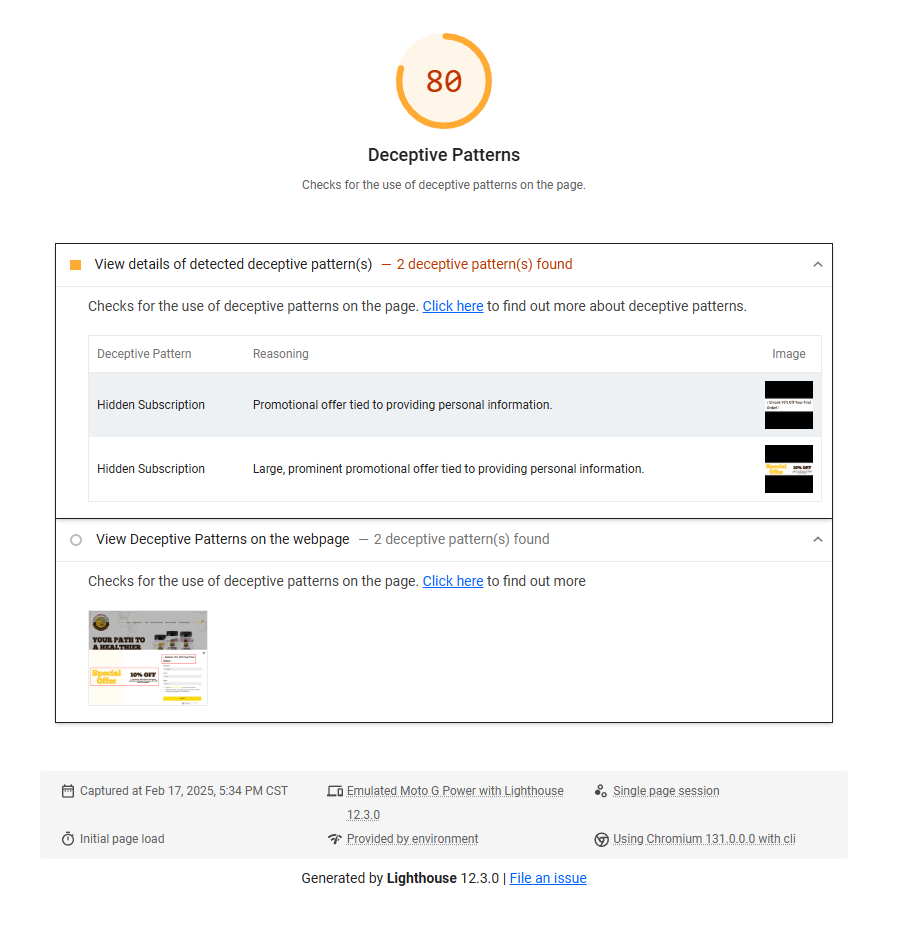 80
Deceptive Patterns
Checks for the use of deceptive patterns on the page.
View details of detected deceptive pattern(s) — 2 deceptive pattern(s) found
Checks for the use of deceptive patterns on the page. Click here to find out more about deceptive patterns.
Deceptive Pattern Reasoning Image
Hidden Subscription Promotional offer tied to providing personal information.
Unlock 10% Off Your First
Order!
Hidden Subscription Large, prominent promotional offer tied to providing personal information.
Special
Offer
10% OFF
View Deceptive Patterns on the webpage — 2 deceptive pattern(s) found
Checks for the use of deceptive patterns on the page. Click here to find out more
YOUR PATH TO
A HEALTHIER
Special
Offer
10% OFF
Captured at Feb 17, 2025, 5:34 PM CST
Emulated Moto G Power with Lighthouse
12.3.0
Single page session
Initial page load
Provided by environment
Using Chromium 131.0.0.0 with cli
Generated by Lighthouse 12.3.0 | File an issue